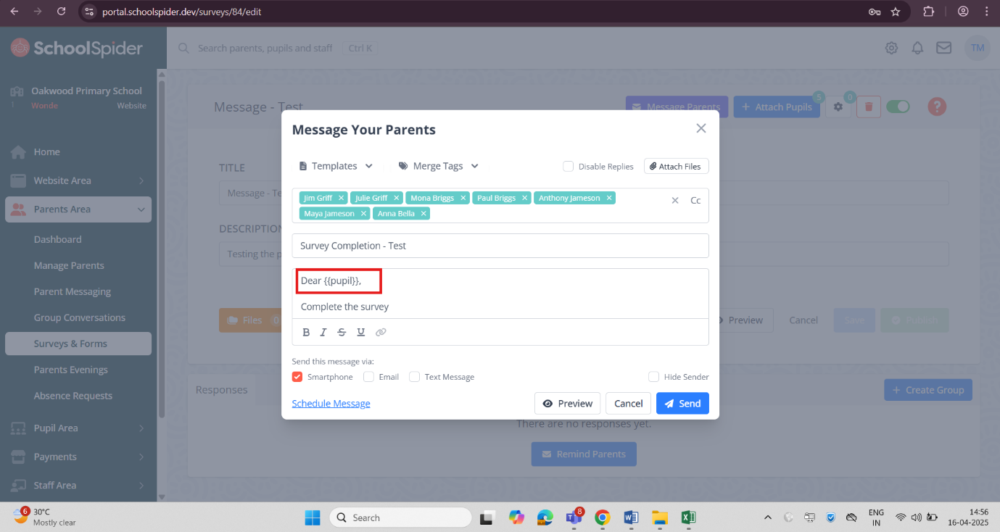 portal.schoolspider.dev/surveys/84/edit
SchoolSpider
Search parents, pupils and staff Ctrl K
TM
Oakwood Primary School
1 Wonde Website
Home
Website Area
Parents Area
Dashboard
Manage Parents
Parent Messaging
Group Conversations
Surveys & Forms
Parents Evenings
Absence Requests
Pupil Area
Payments
Staff Area
Message - Test
Message Parents
+ Attach Pupils 5
0
?
TITLE
Message - Te
DESCRIPTION
Testing the p
Files 0
Preview
Cancel
Save
Publish
Message Your Parents
Templates
Merge Tags
Disable Replies
Attach Files
Jim Griff × Julie Griff × Mona Briggs × Paul Briggs × Anthony Jameson ×
Maya Jameson × Anna Bella ×
× Cc
Survey Completion - Test
Dear {{pupil}},
Complete the survey
B I S U
Send this message via:
Smartphone Email Text Message Hide Sender
Schedule Message
Preview
Cancel
Send
Responses
+ Create Group
There are no responses yet.
Remind Parents
6 30°C
Mostly clear
Search
8
ENG
IN
14:56
16-04-2025